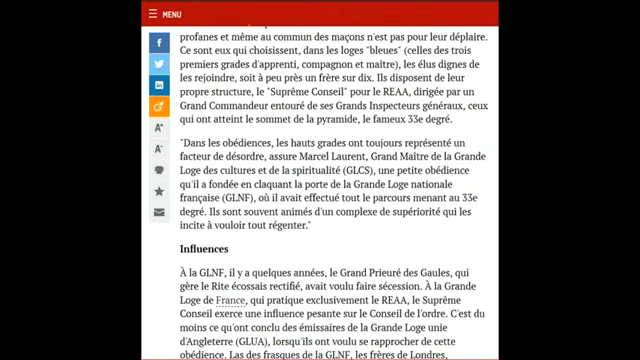 MENU
profanes et même au commun des maçons n'est pas pour leur déplaire.
Ce sont eux qui choisissent, dans les loges "bleues" (celles des trois
premiers grades d'apprenti, compagnon et maître), les élus dignes de
les rejoindre, soit à peu près un frère sur dix. Ils disposent de leur
propre structure, le "Suprême Conseil" pour le REAA, dirigée par un
Grand Commandeur entouré de ses Grands Inspecteurs généraux, ceux
qui ont atteint le sommet de la pyramide, le fameux 33e degré.
"Dans les obédiences, les hauts grades ont toujours représenté un
facteur de désordre, assure Marcel Laurent, Grand Maître de la Grande
Loge des cultures et de la spiritualité (GLCS), une petite obédience
qu'il a fondée en claquant la porte de la Grande Loge nationale
française (GLNF), où il avait effectué tout le parcours menant au 33e
degré. Ils sont souvent animés d'un complexe de supériorité qui les
incite à vouloir tout régenter."
Influences
À la GLNF, il y a quelques années, le Grand Prieuré des Gaules, qui
gère le Rite écossais rectifié, avait voulu faire sécession. À la Grande
Loge de France, qui pratique exclusivement le REAA, le Suprême
Conseil exerce une influence pesante sur le Conseil de l'ordre. C'est du
moins ce qu'ont conclu des émissaires de la Grande Loge unie
d'Angleterre (GLUA), lorsqu'ils ont voulu se rapprocher de cette
obédience. Las des frasques de la GLNF, les frères de Londres,
f
in
A+
A-